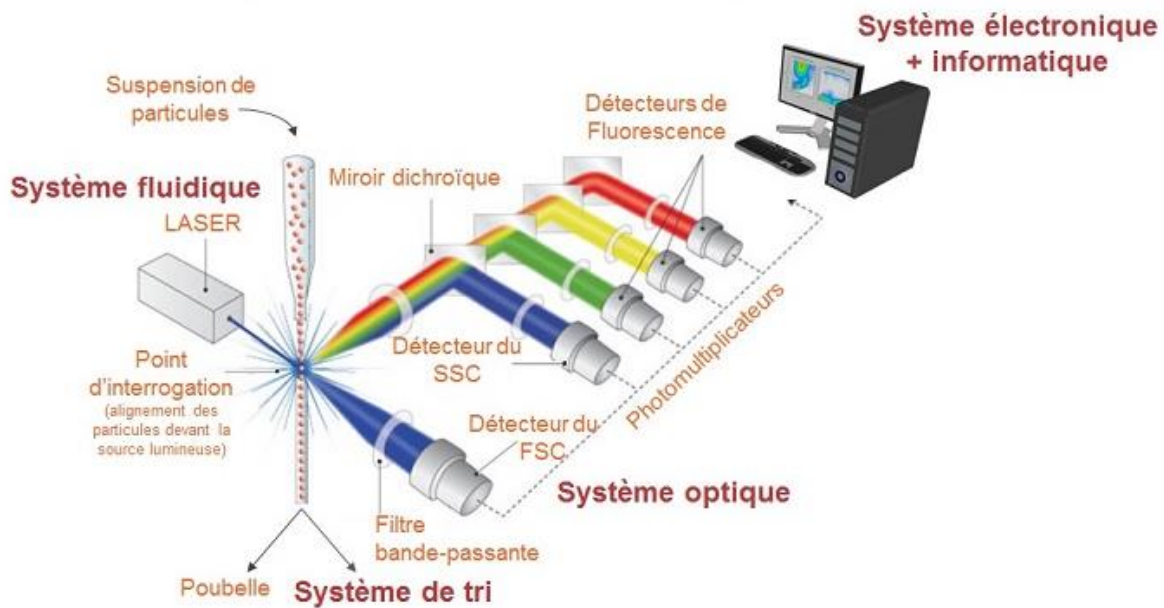 Système électronique
+ informatique
Suspension de
particules
Détecteurs de
Fluorescence
Miroir dichroïque
Système fluidique
LASER
Point
d'interrogation
(alignement des
particules devant la
source lumineuse)
Détecteur du
SSC
Photomultiplicateurs
Détecteur du
FSC
Système optique
Filtre
bande-passante
Poubelle
Système de tri